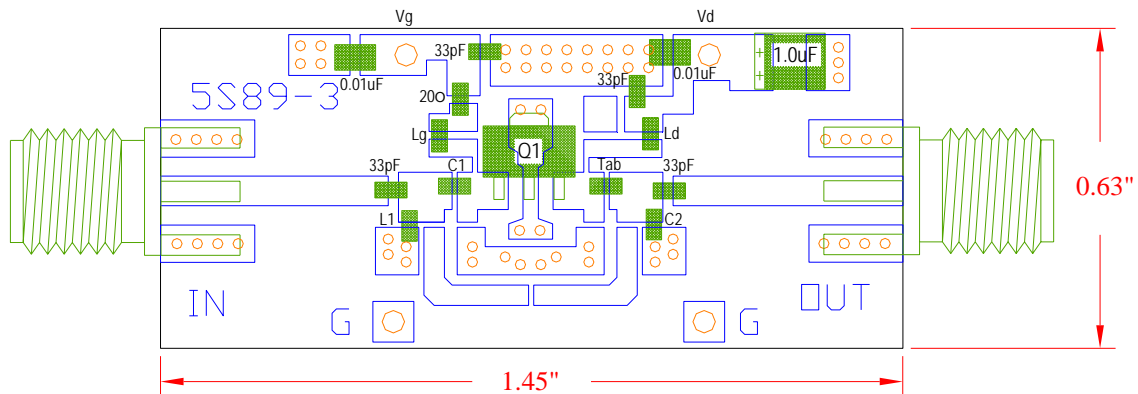 Vg Vd
33pF 1.0uF
0.01uF 33pF 0.01uF
5S89-3 20O
Lg Q1 Ld
33pF C1 Tab 33pF
0.63"
L1 C2
IN OUT
G G
1.45"